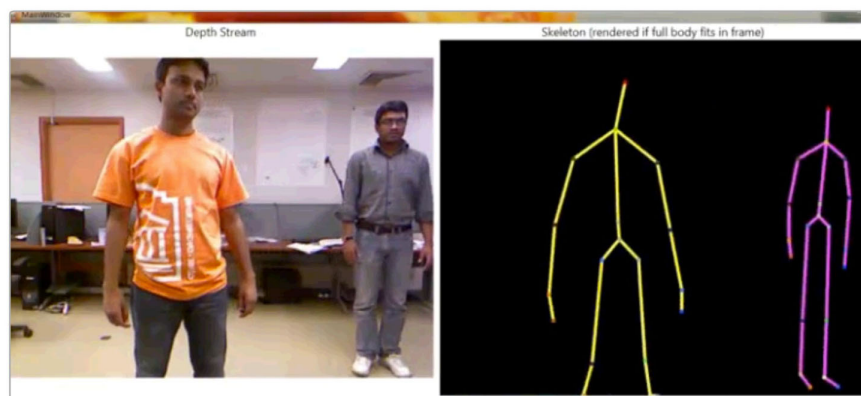 MainWindow
Depth Stream
Skeleton (rendered if full body fits in frame)